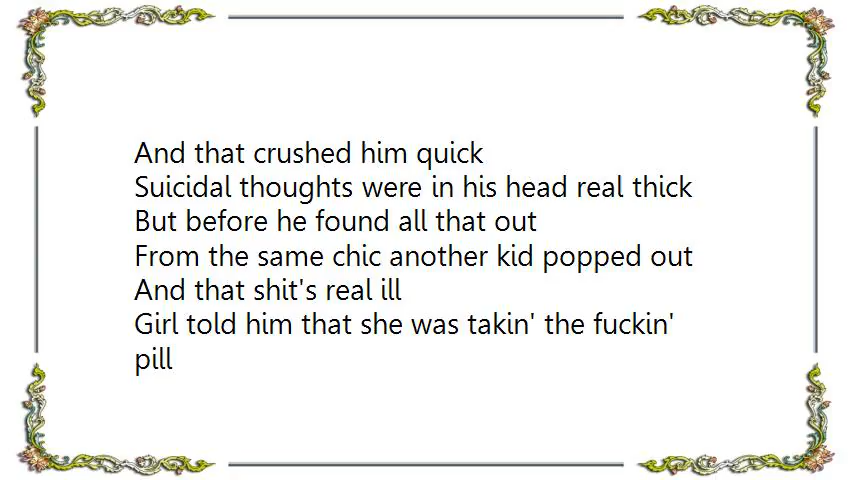 And that crushed him quick
Suicidal thoughts were in his head real thick
But before he found all that out
From the same chic another kid popped out
And that shit's real ill
Girl told him that she was takin' the fuckin'
pill